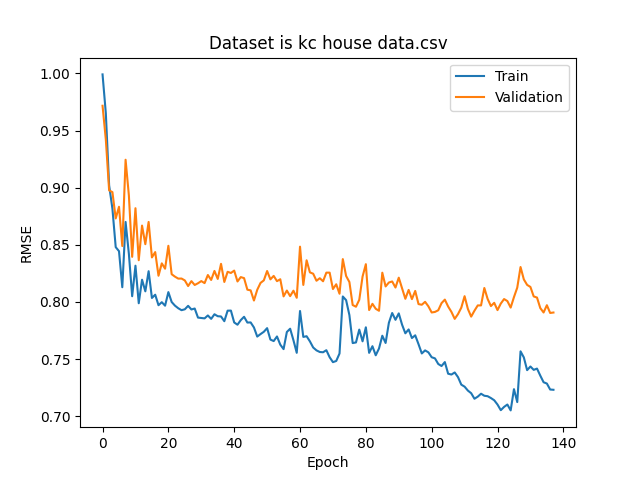 Dataset is kc house data.csv
Train
Validation
RMSE
1.00
0.95
0.90
0.85
0.80
0.75
0.70
0 20 40 60 80 100 120 140
Epoch